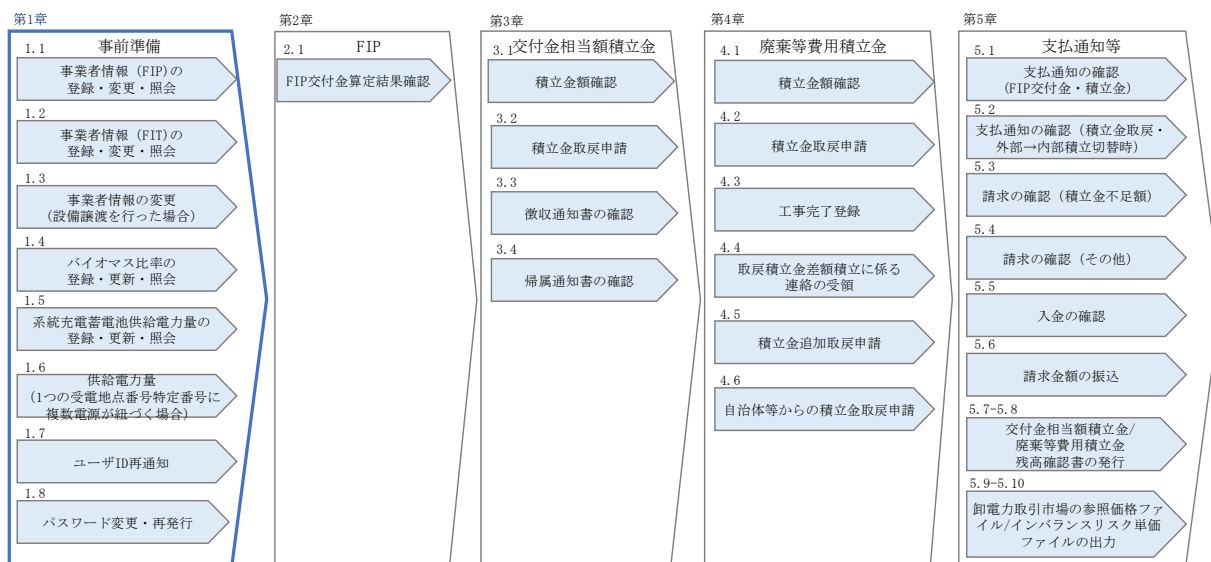 第1章
事前準備
1.1
事業者情報（FIP）の
登録・変更・照会
1.2
事業者情報（FIT）の
登録・変更・照会
1.3
事業者情報の変更
（設備譲渡を行った場合）
1.4
バイオマス比率の
登録・更新・照会
1.5
系統充電蓄電池供給電力量の
登録・更新・照会
1.6
供給電力量
（1つの受電地点番号特定番号に
複数電源が紐づく場合）
1.7
ユーザID再通知
1.8
パスワード変更・再発行
第2章
FIP
2.1
FIP交付金算定結果確認
第3章
交付金相当額積立金
3.1
積立金額確認
3.2
積立金取戻申請
3.3
徴収通知書の確認
3.4
帰属通知書の確認
第4章
廃棄等費用積立金
4.1
積立金額確認
4.2
積立金取戻申請
4.3
工事完了登録
4.4
取戻積立金差額積立に係る
連絡の受領
4.5
積立金追加取戻申請
4.6
自治体等からの積立金取戻申請
第5章
支払通知等
5.1
支払通知の確認
（FIP交付金・積立金）
5.2
支払通知の確認（積立金取戻・
外部→内部積立切替時）
5.3
請求の確認（積立金不足額）
5.4
請求の確認（その他）
5.5
入金の確認
5.6
請求金額の振込
5.7-5.8
交付金相当額積立金/
廃棄等費用積立金
残高確認書の発行
5.9-5.10
卸電力取引市場の参照価格ファ
イル/インバランスリスク単価
ファイルの出力